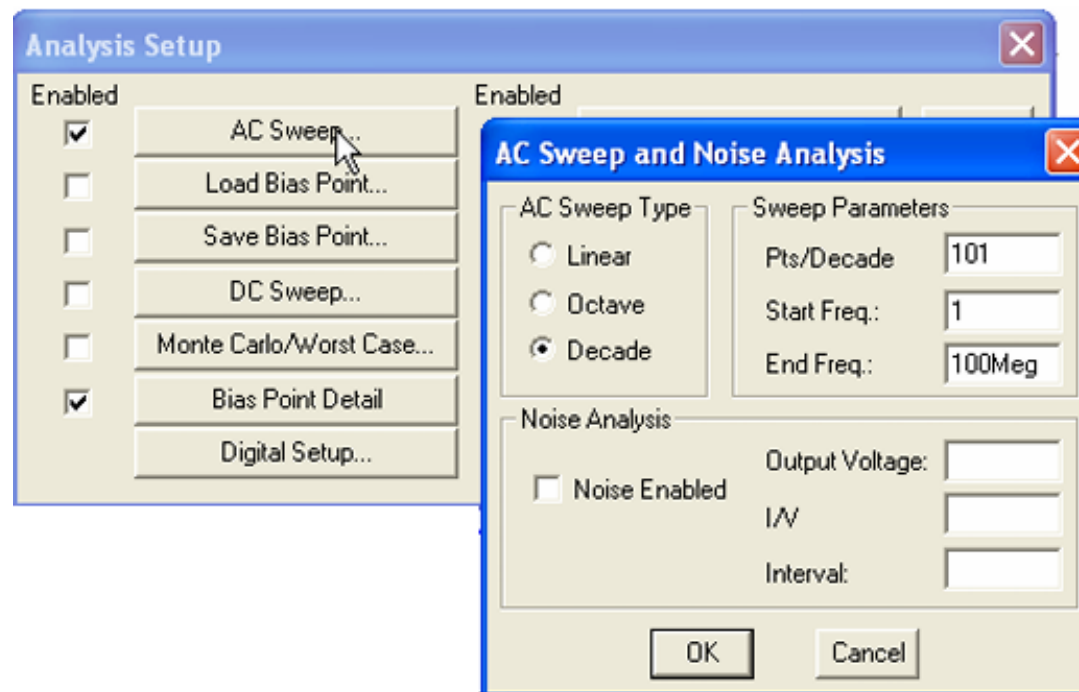 Analysis Setup
Enabled
Enabled
AC Sweep...
Load Bias Point...
Save Bias Point...
DC Sweep...
Monte Carlo/Worst Case...
Bias Point Detail
Digital Setup...
AC Sweep and Noise Analysis
AC Sweep Type
Linear
Octave
Decade
Sweep Parameters
Pts/Decade
101
Start Freq.:
1
End Freq.:
100Meg
Noise Analysis
Noise Enabled
Output Voltage:
I/V
Interval:
OK
Cancel